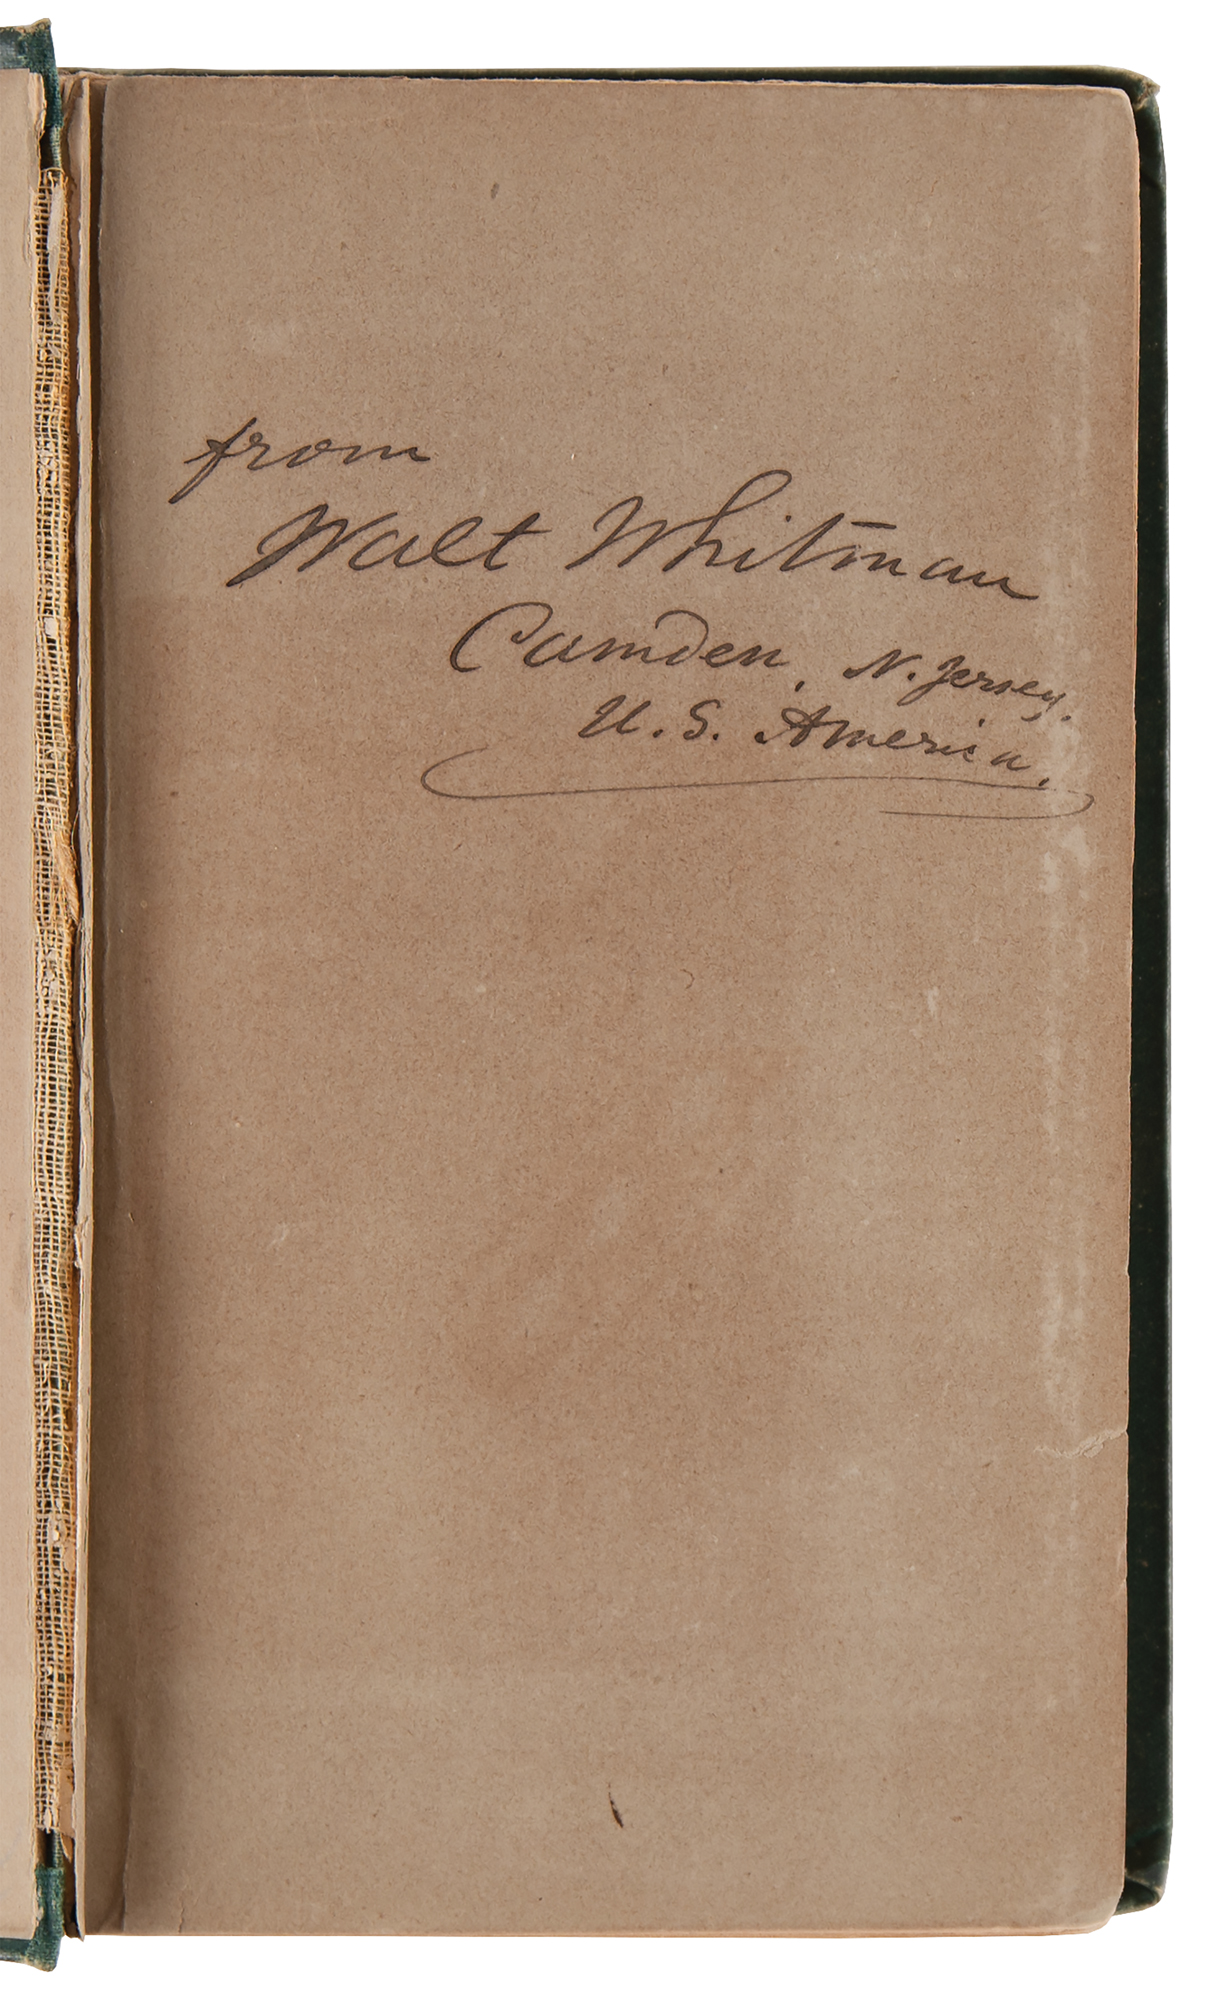 from
Walt Whitman
Camden, N. Jersey.
U. S. America.